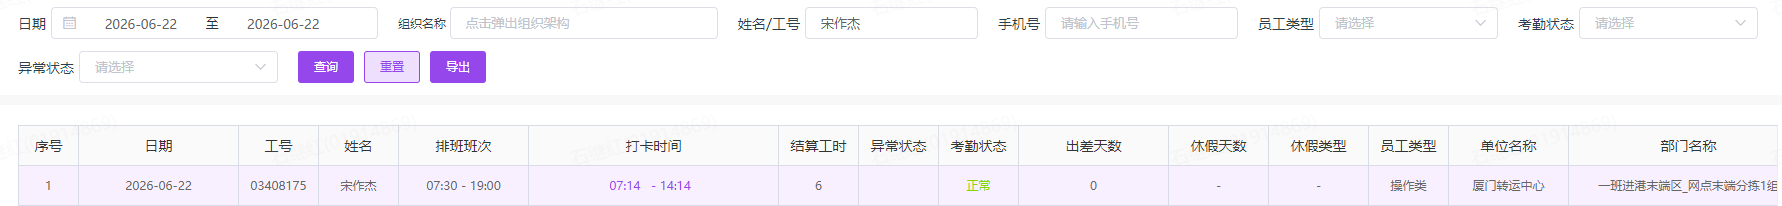 日期 2026-06-22 至 2026-06-22 组织名称 点击弹出组织架构 姓名/工号 宋作杰 手机号 请输入手机号 员工类型 请选择 考勤状态 请选择
异常状态 请选择 查询 重置 导出
序号 日期 工号 姓名 排班班次 打卡时间 结算工时 异常状态 考勤状态 出差天数 休假天数 休假类型 员工类型 单位名称 部门名称
1 2026-06-22 03408175 宋作杰 07:30 - 19:00 07:14 - 14:14 6 正常 0 - - 操作类 厦门转运中心 一班进港末端区_网点末端分拣1组